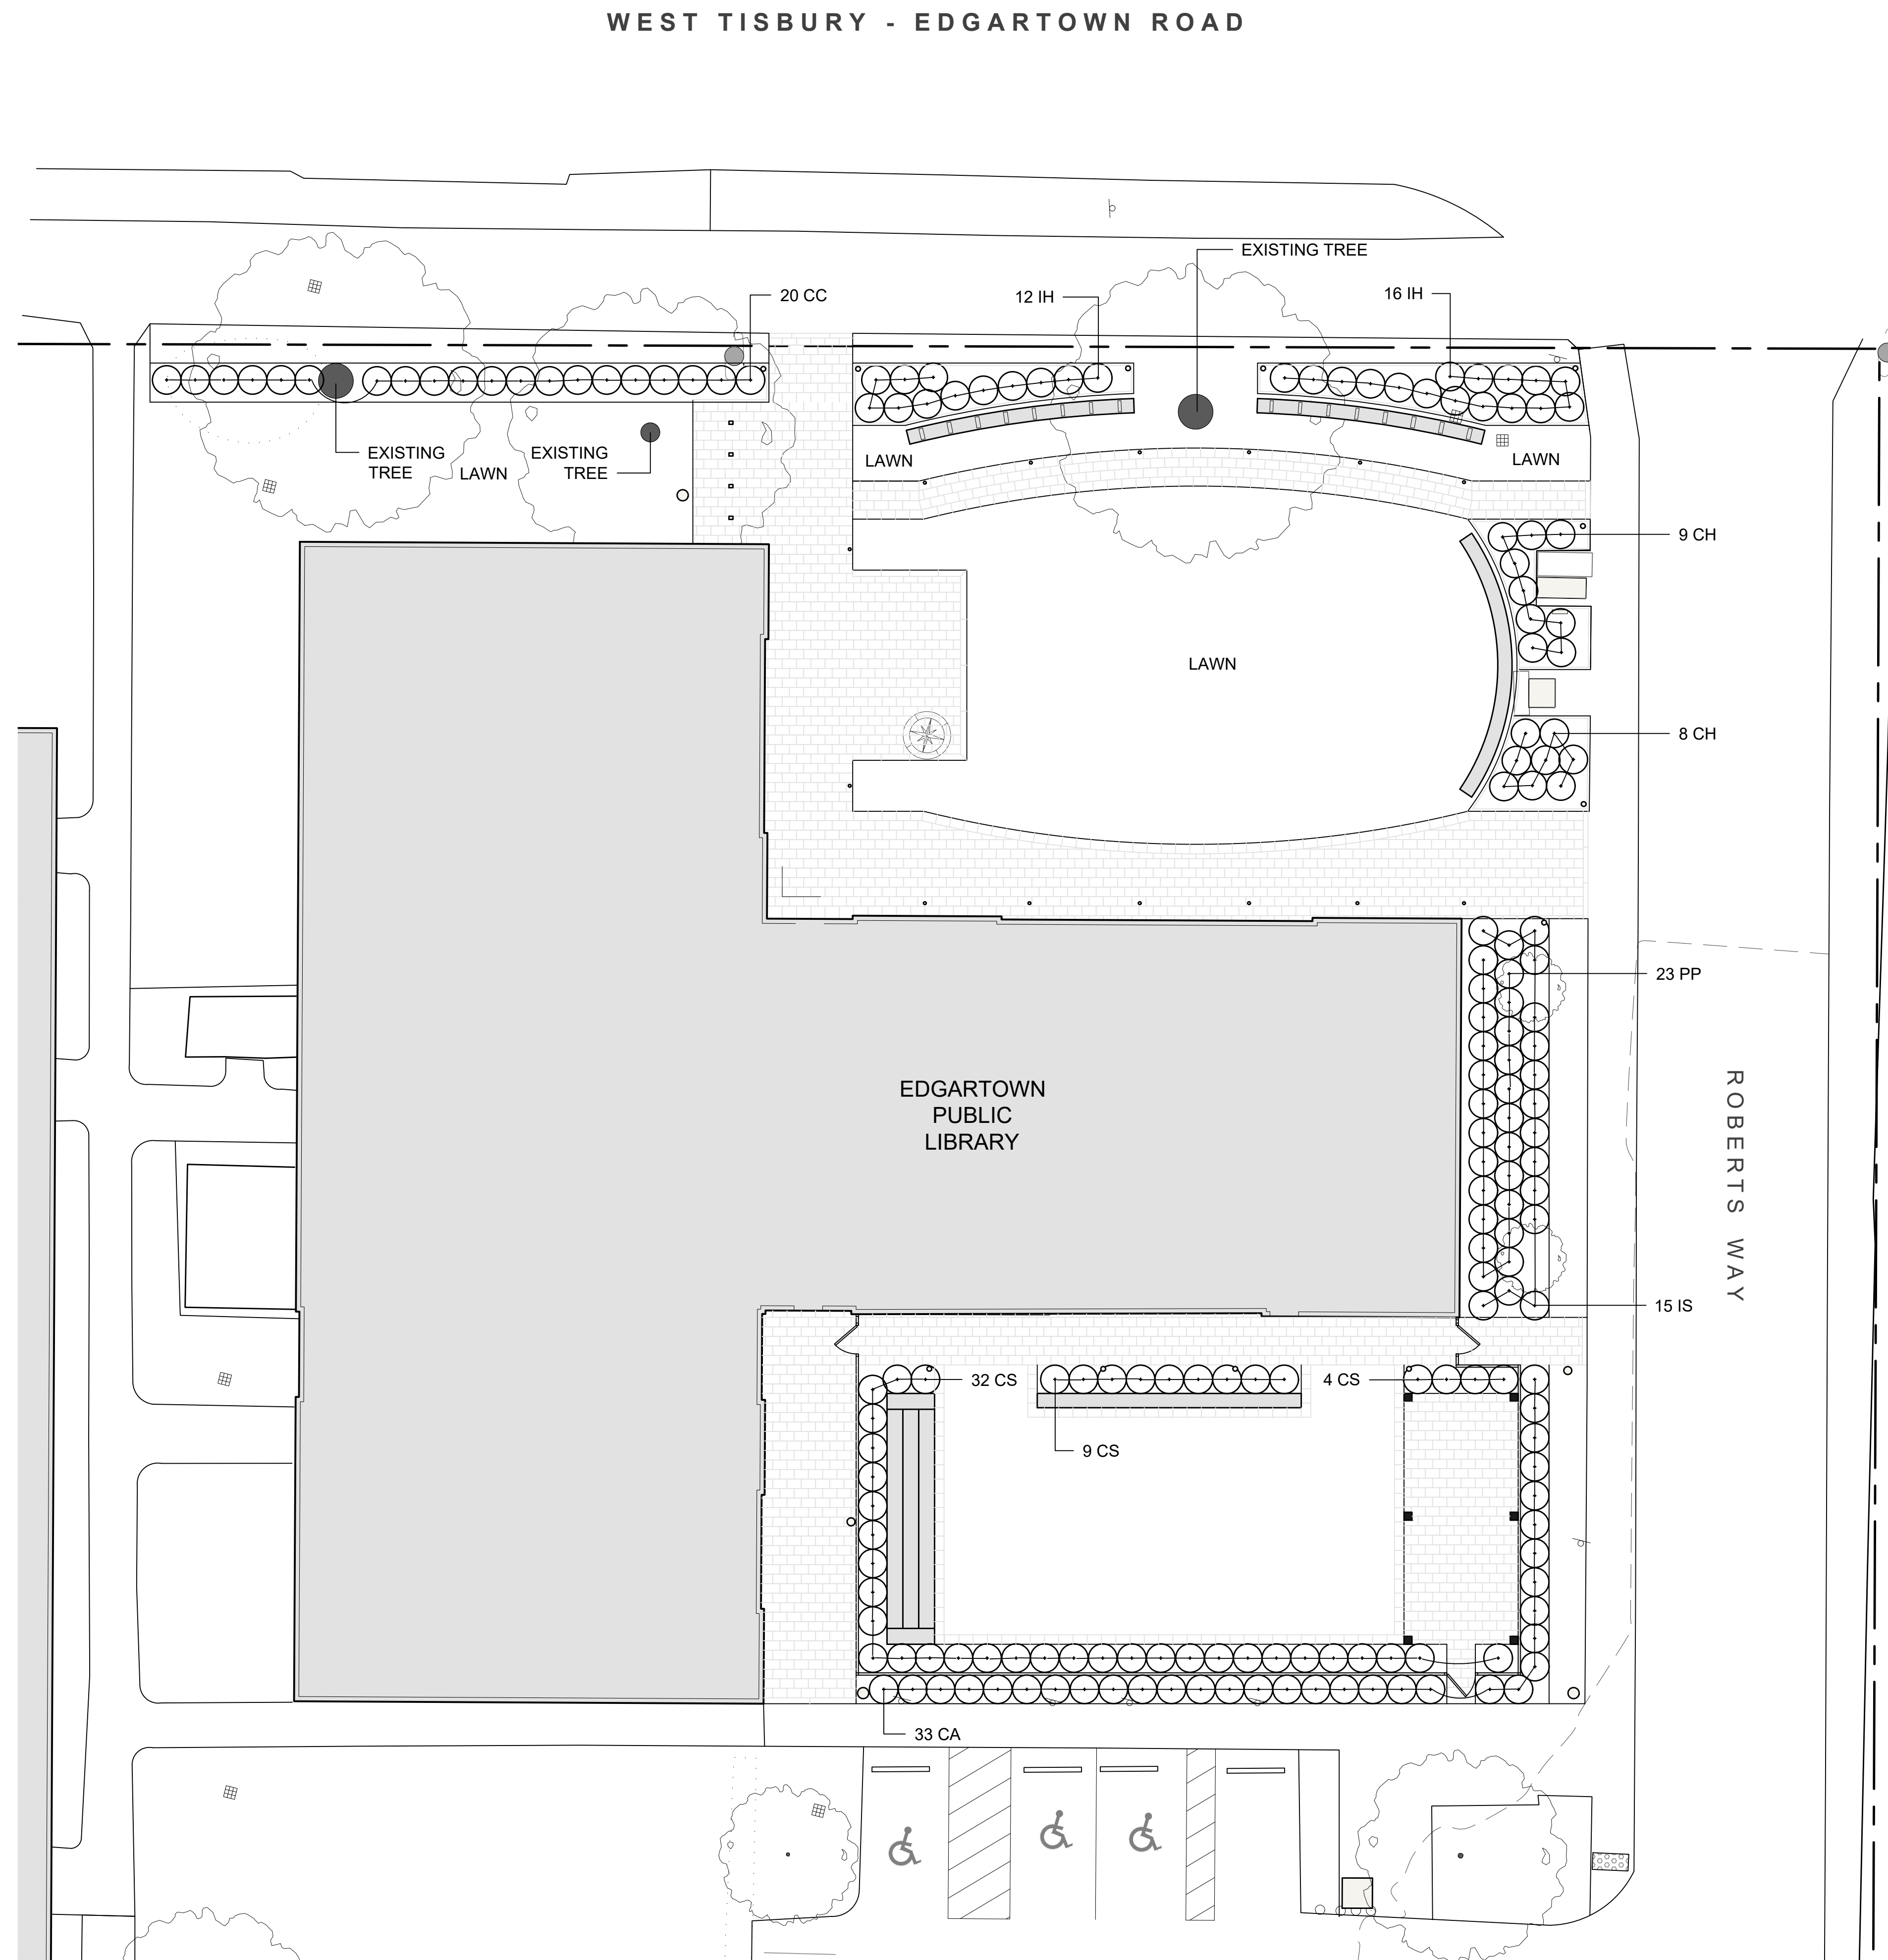 WEST TISBURY - EDGARTOWN ROAD
EXISTING TREE
20 CC
12 IH
16 IH
EXISTING
TREE
LAWN
EXISTING
TREE
LAWN
LAWN
9 CH
LAWN
8 CH
23 PP
EDGARTOWN
PUBLIC
LIBRARY
ROBERTS WAY
15 IS
32 CS
4 CS
9 CS
33 CA